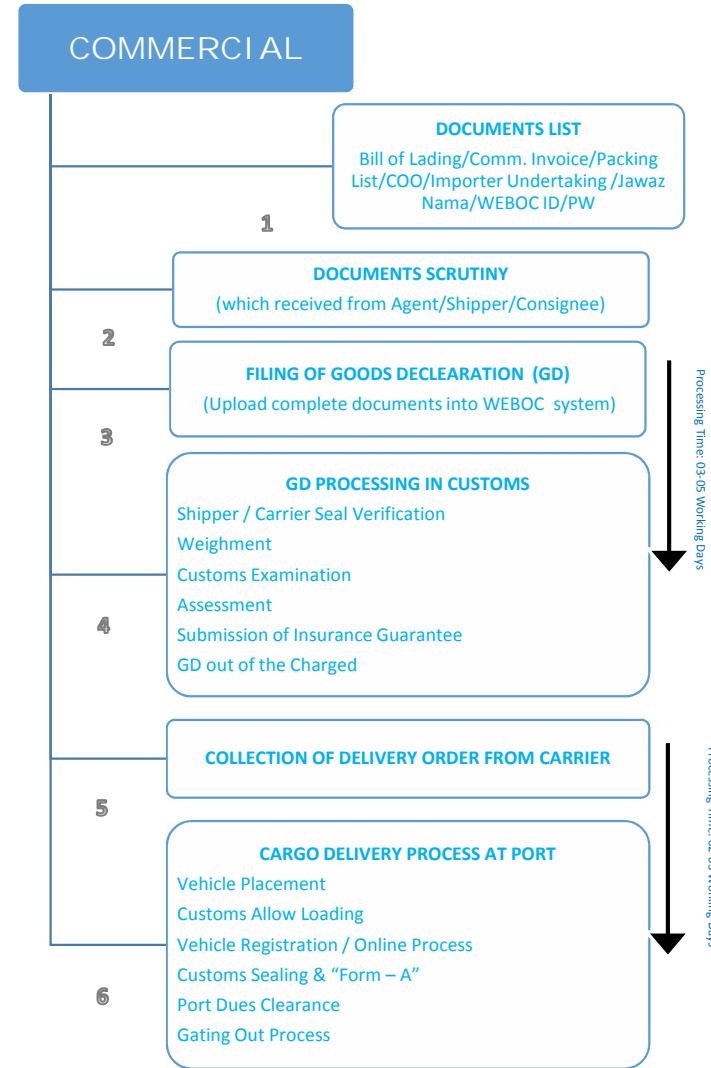 COMMERCIAL
DOCUMENTS LIST
Bill of Lading/Comm. Invoice/Packing
List/COO/Importer Undertaking /Jawaz
Nama/WEBOC ID/PW
1
DOCUMENTS SCRUTINY
(which received from Agent/Shipper/Consignee)
2
FILING OF GOODS DECLEARATION (GD)
(Upload complete documents into WEBOC system)
Processing Time: 03-05 Working Days
3
GD PROCESSING IN CUSTOMS
Shipper / Carrier Seal Verification
Weighment
Customs Examination
Assessment
Submission of Insurance Guarantee
GD out of the Charged
4
COLLECTION OF DELIVERY ORDER FROM CARRIER
Processing Time: Working Days
5
CARGO DELIVERY PROCESS AT PORT
Vehicle Placement
Customs Allow Loading
Vehicle Registration / Online Process
Customs Sealing & “Form – A”
Port Dues Clearance
Gating Out Process
6